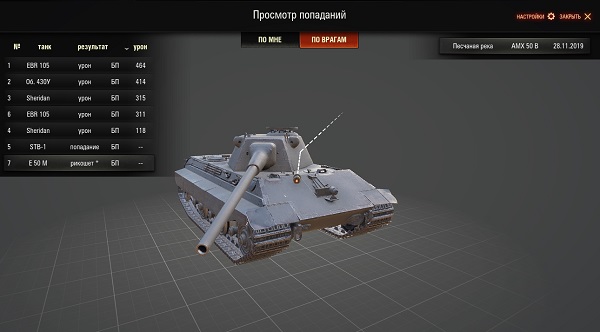 Просмотр попаданий
НАСТРОЙКИ ЗАКРЫТЬ
ПО МНЕ ПО ВРАГАМ
Песчаная река AMX 50 B 28.11.2019
№ танк результат урон
1 EBR 105 урон БП 464
2 Об. 430У урон БП 414
3 Sheridan урон БП 315
6 EBR 105 урон БП 311
4 Sheridan урон БП 118
5 STB-1 попадание БП --
7 E 50 M рикошет * БП --